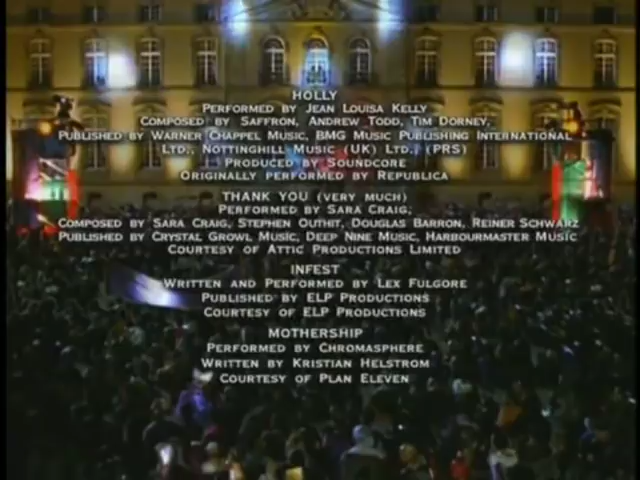 HOLLY
PERFORMED BY JEAN LOUISA KELLY
COMPOSED BY SAFFRON, ANDREW TODD, TIM DORNEY,
PUBLISHED BY WARNER CHAPPEL MUSIC, BMG MUSIC PUBLISHING INTERNATIONAL
LTD., NOTTINGHILL MUSIC (UK) LTD., (PRS)
PRODUCED BY SOUNDCORE
ORIGINALLY PERFORMED BY REPUBLICA
THANK YOU (VERY MUCH)
PERFORMED BY SARA CRAIG,
COMPOSED BY SARA CRAIG, STEPHEN OUTHIT, DOUGLAS BARRON, REINER SCHWARZ
PUBLISHED BY CRYSTAL GROWL MUSIC, DEEP NINE MUSIC, HARBOURMASTER MUSIC
COURTESY OF ATTIC PRODUCTIONS LIMITED
INFEST
WRITTEN AND PERFORMED BY LEX FULGORE
PUBLISHED BY ELP PRODUCTIONS
COURTESY OF ELP PRODUCTIONS
MOTHERSHIP
PERFORMED BY CHROMASPHERE
WRITTEN BY KRISTIAN HELSTROM
COURTESY OF PLAN ELEVEN